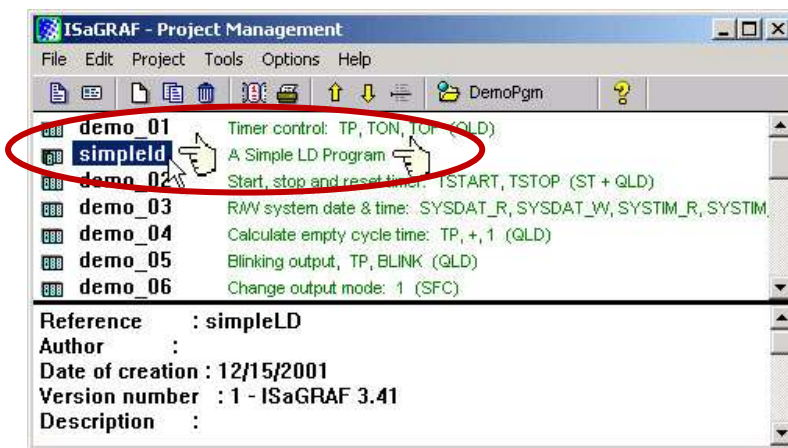 ISaGRAF - Project Management
File Edit Project Tools Options Help
DemoPgm
demo_01 Timer control: TP, TON, TOF (QLD)
simpleld A Simple LD Program
demo_02 Start, stop and reset timer: TSTART, TSTOP (ST + QLD)
demo_03 R/W system date & time: SYSDAT_R, SYSDAT_W, SYSTIM_R, SYSTIM_
demo_04 Calculate empty cycle time: TP, +, 1 (QLD)
demo_05 Blinking output, TP, BLINK (QLD)
demo_06 Change output mode: 1 (SFC)
Reference : simpleLD
Author :
Date of creation : 12/15/2001
Version number : 1 - ISaGRAF 3.41
Description :